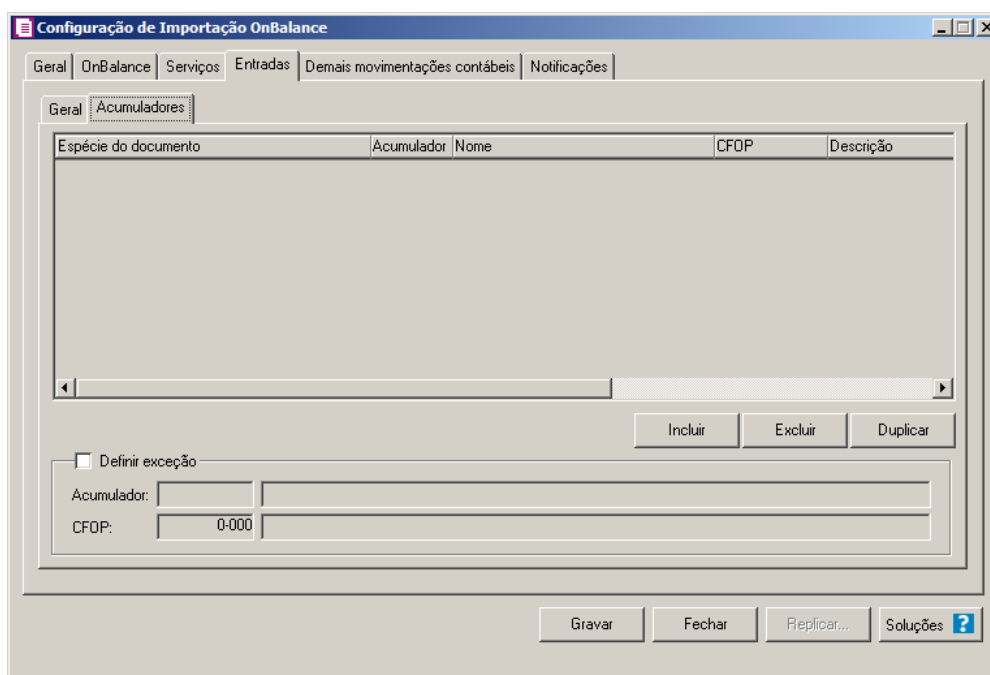 Configuração de Importação OnBalance
Geral OnBalance Serviços Entradas Demais movimentações contábeis Notificações
Geral Acumuladores
Espécie do documento Acumulador Nome CFOP Descrição
Incluir Excluir Duplicar
Definir exceção
Acumulador:
CFOP: 0-000
Gravar Fechar Replicar... Soluções ?